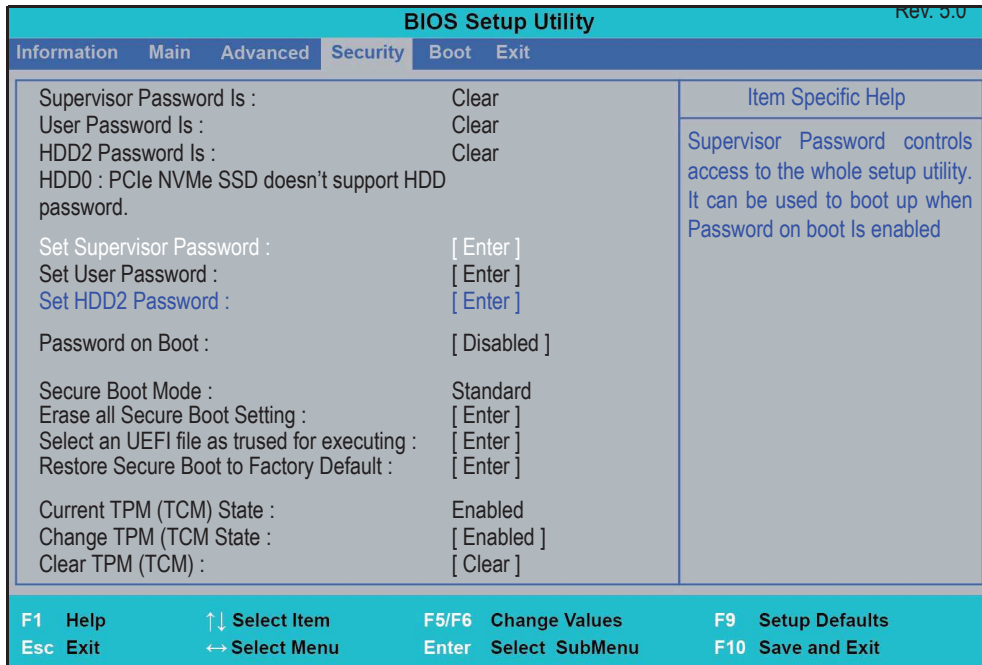 Rev. 5.0
BIOS Setup Utility
Information Main Advanced Security Boot Exit
Supervisor Password Is : Clear
User Password Is : Clear
HDD2 Password Is : Clear
HDD0 : PCIe NVMe SSD doesn't support HDD
password.
Set Supervisor Password : [ Enter ]
Set User Password : [ Enter ]
Set HDD2 Password : [ Enter ]
Password on Boot : [ Disabled ]
Secure Boot Mode : Standard
Erase all Secure Boot Setting : [ Enter ]
Select an UEFI file as trused for executing : [ Enter ]
Restore Secure Boot to Factory Default : [ Enter ]
Current TPM (TCM) State : Enabled
Change TPM (TCM State : [ Enabled ]
Clear TPM (TCM) : [ Clear ]
Item Specific Help
Supervisor Password controls
access to the whole setup utility.
It can be used to boot up when
Password on boot Is enabled
F1 Help ↑↓ Select Item F5/F6 Change Values F9 Setup Defaults
Esc Exit ↔ Select Menu Enter Select SubMenu F10 Save and Exit